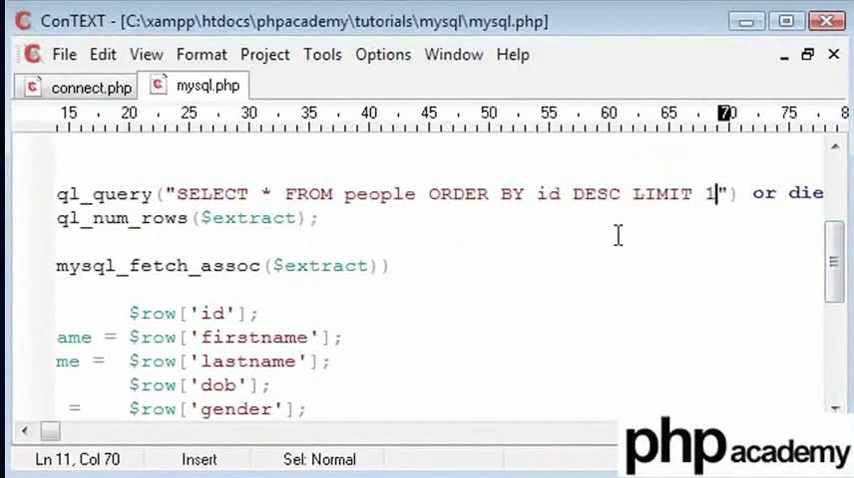 ConTEXT - [C:\xampp\htdocs\phpacademy\tutorials\mysql\mysql.php]
File Edit View Format Project Tools Options Window Help
connect.php mysql.php
15 20 25 30 35 40 45 50 55 60 65 70 75 8
ql_query("SELECT * FROM people ORDER BY id DESC LIMIT 1") or die
ql_num_rows($extract);
mysql_fetch_assoc($extract))
$row['id'];
ame = $row['firstname'];
me = $row['lastname'];
$row['dob'];
= $row['gender'];
Ln 11, Col 70 Insert Sel: Normal
php academy